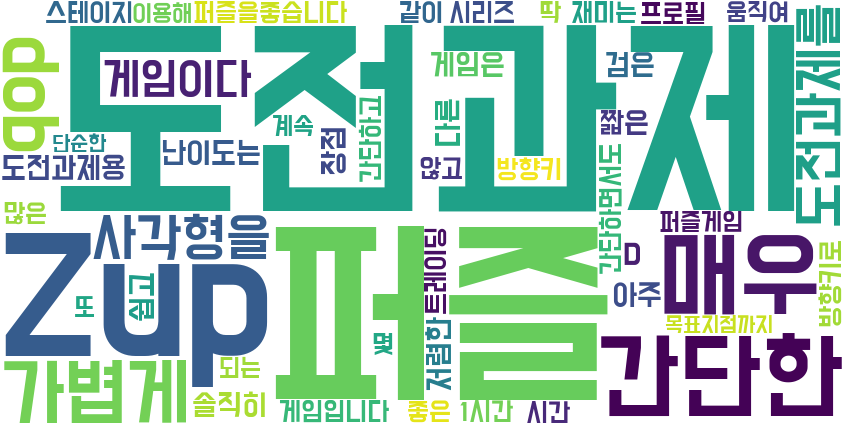 스테이지 이용해 퍼즐을좋습니다 같이 시리즈 딱 재미는 프로필 움직여
도전과제
qop
게임이다
게임은
검은
도전과제를
계속
다른
짧은
단순한
장점
간단하고
도전과제용
난이도는
않고
방향키
간단하면서도
많은
사각형을
퍼즐게임
Zup
퍼즐
트레이딩
D
매우
방향키로
또
쉽고
아주
목표지점까지
쩘
저렴한
간단한
가볍게
되는
솔직히
게임입니다
좋은
1시간
시간